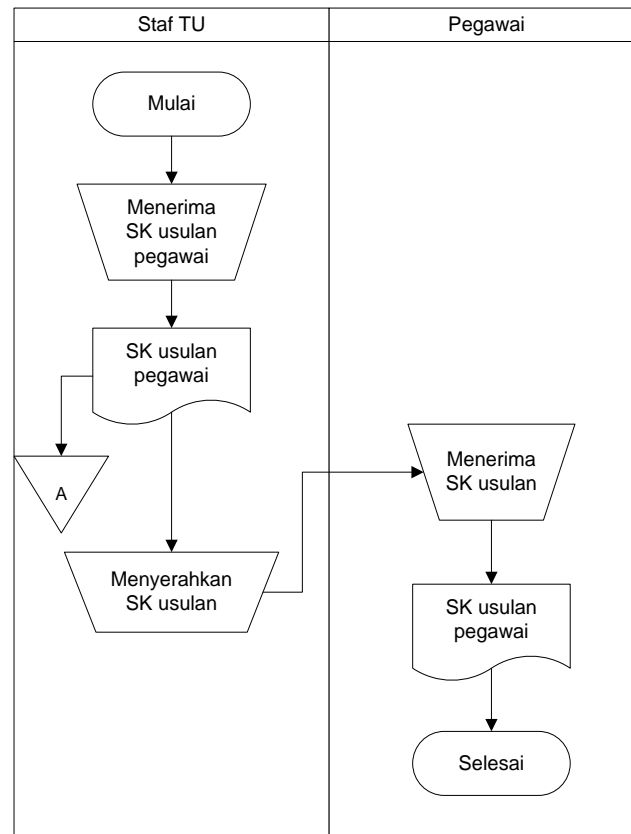 Staf TU
Pegawai
Mulai
Menerima
SK usulan
pegawai
SK usulan
pegawai
A
Menyerahkan
SK usulan
Menerima
SK usulan
SK usulan
pegawai
Selesai